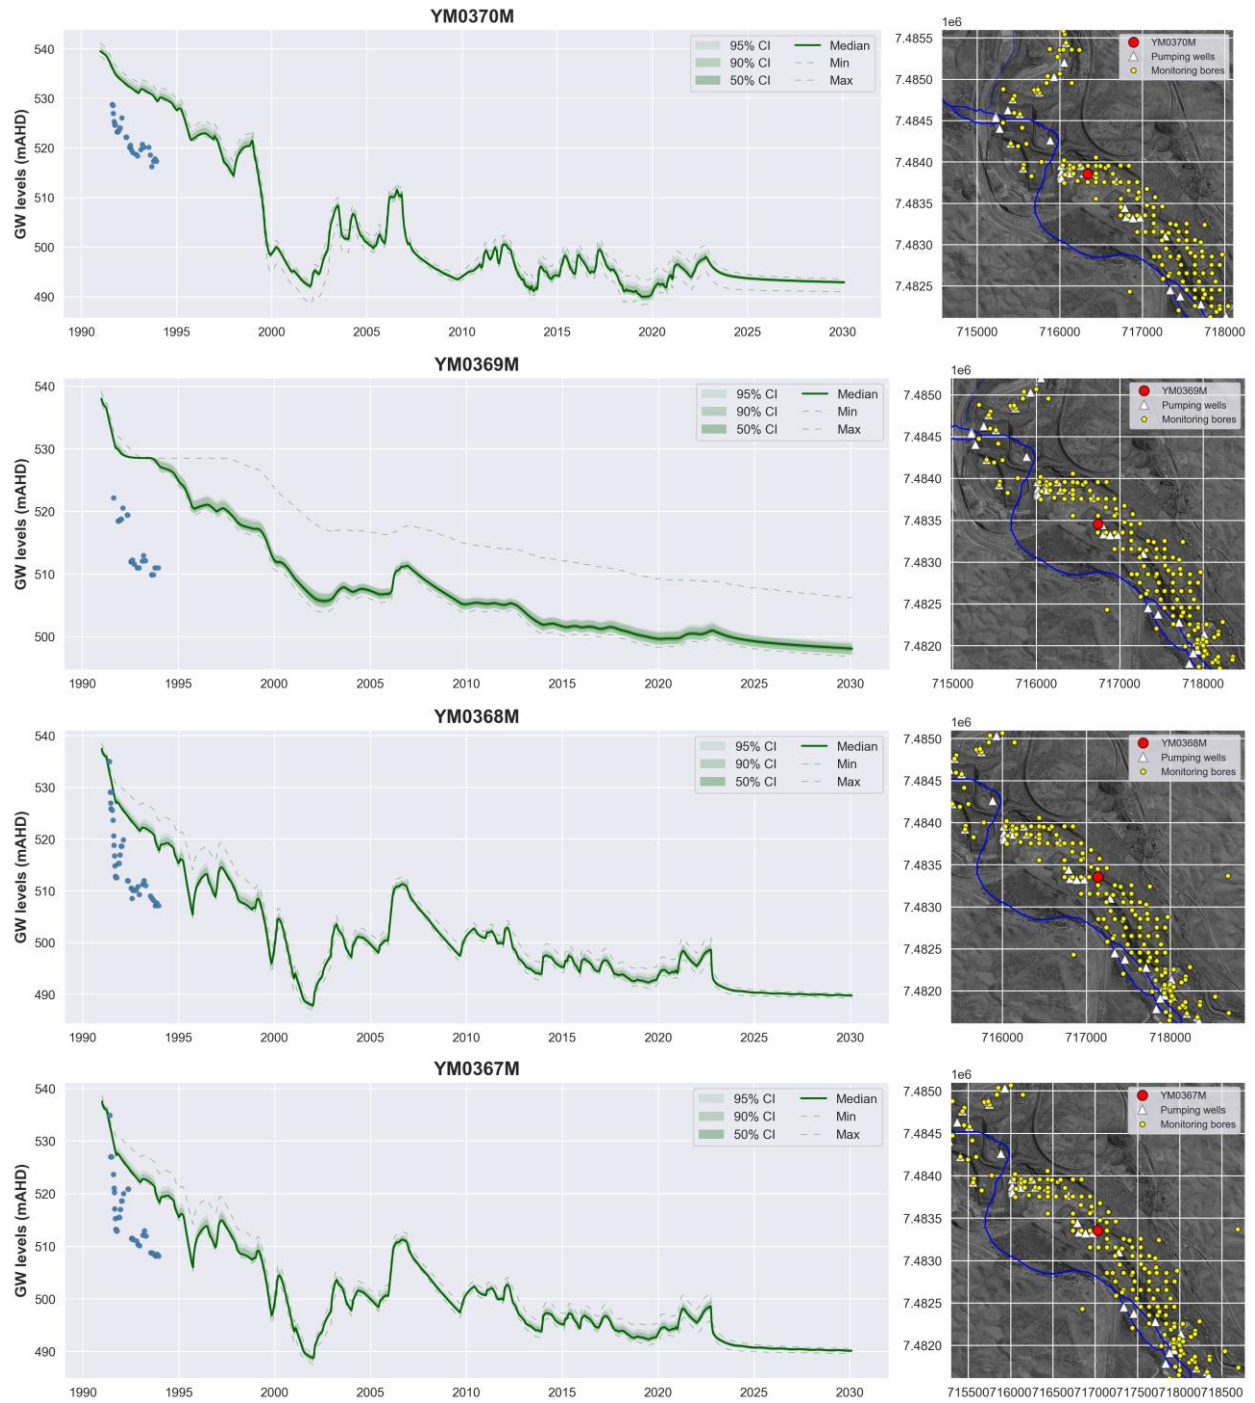 YM0370M
GW levels (mAHD)
540
530
520
510
500
490
1990
1995
2000
2005
2010
2015
2020
2025
2030
95% CI
90% CI
50% CI
Median
Min
Max
1e6
7.4855
7.4850
7.4845
7.4840
7.4835
7.4830
7.4825
715000
716000
717000
718000
YM0370M
Pumping wells
Monitoring bores
YM0369M
GW levels (mAHD)
540
530
520
510
500
1990
1995
2000
2005
2010
2015
2020
2025
2030
95% CI
90% CI
50% CI
Median
Min
Max
1e6
7.4850
7.4845
7.4840
7.4835
7.4830
7.4825
7.4820
715000
716000
717000
718000
YM0369M
Pumping wells
Monitoring bores
YM0368M
GW levels (mAHD)
540
530
520
510
500
490
1990
1995
2000
2005
2010
2015
2020
2025
2030
95% CI
90% CI
50% CI
Median
Min
Max
1e6
7.4850
7.4845
7.4840
7.4835
7.4830
7.4825
7.4820
716000
717000
718000
YM0368M
Pumping wells
Monitoring bores
YM0367M
GW levels (mAHD)
540
530
520
510
500
490
1990
1995
2000
2005
2010
2015
2020
2025
2030
95% CI
90% CI
50% CI
Median
Min
Max
1e6
7.4850
7.4845
7.4840
7.4835
7.4830
7.4825
7.4820
715500
716000
716500
717000
717500
718000
718500
YM0367M
Pumping wells
Monitoring bores